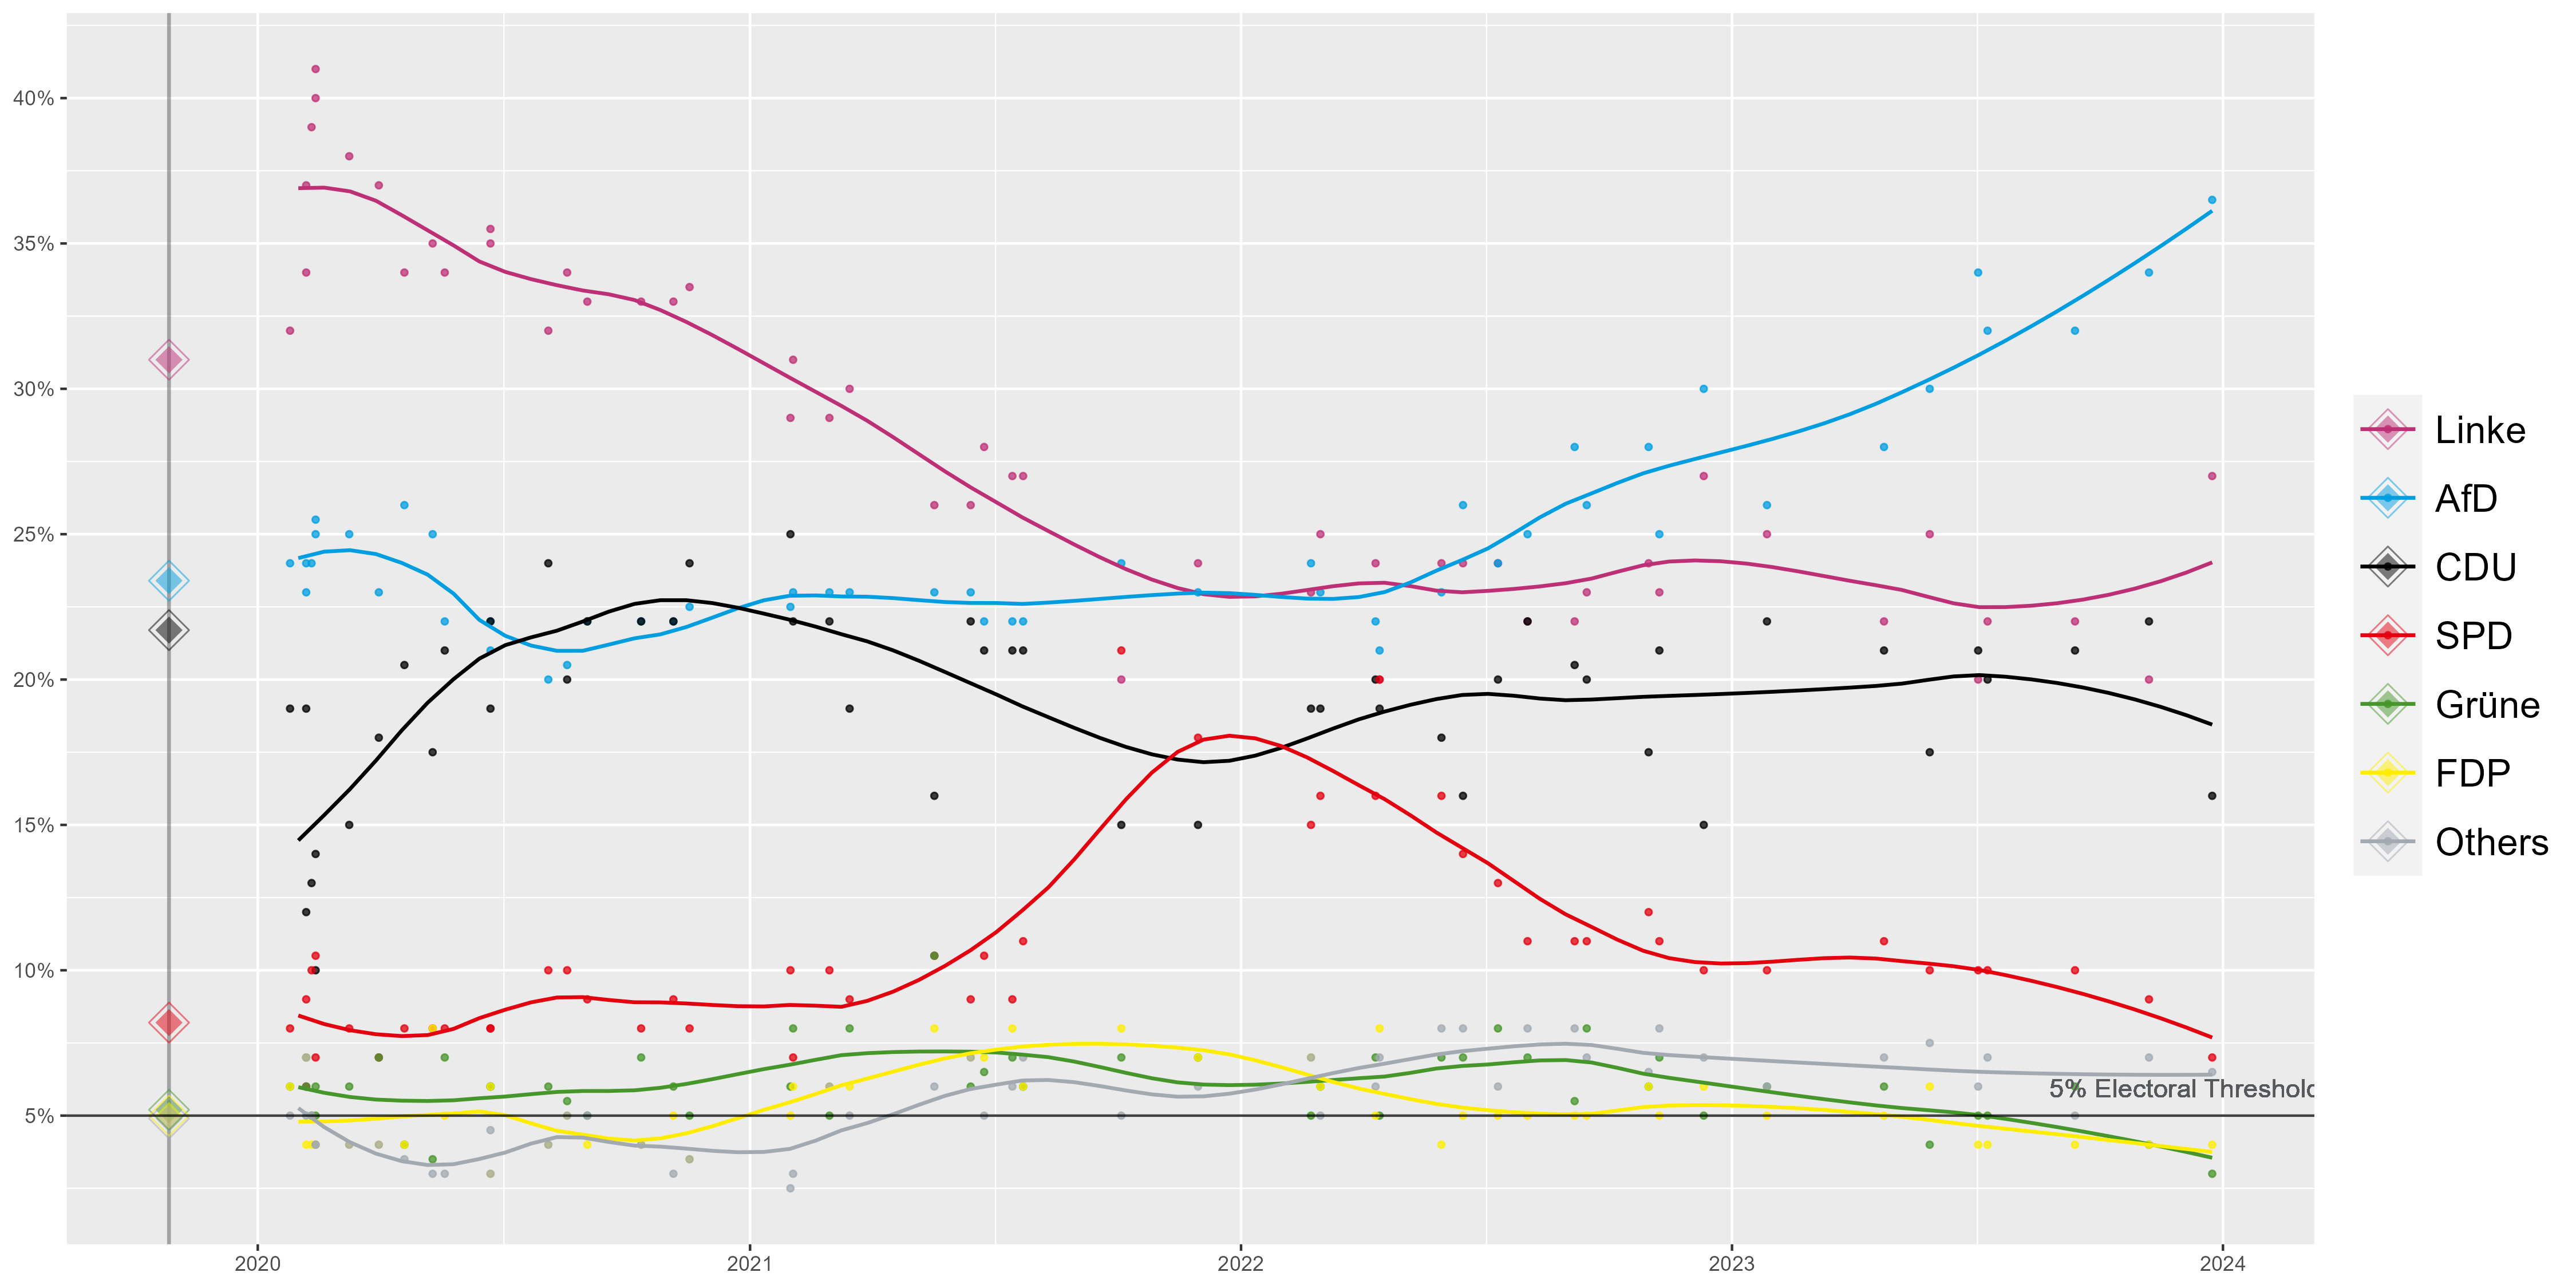 40%
35%
30%
25%
20%
15%
10%
5%
5% Electoral Threshold
2020
2021
2022
2023
2024
Linke
AfD
CDU
SPD
Grüne
FDP
Others